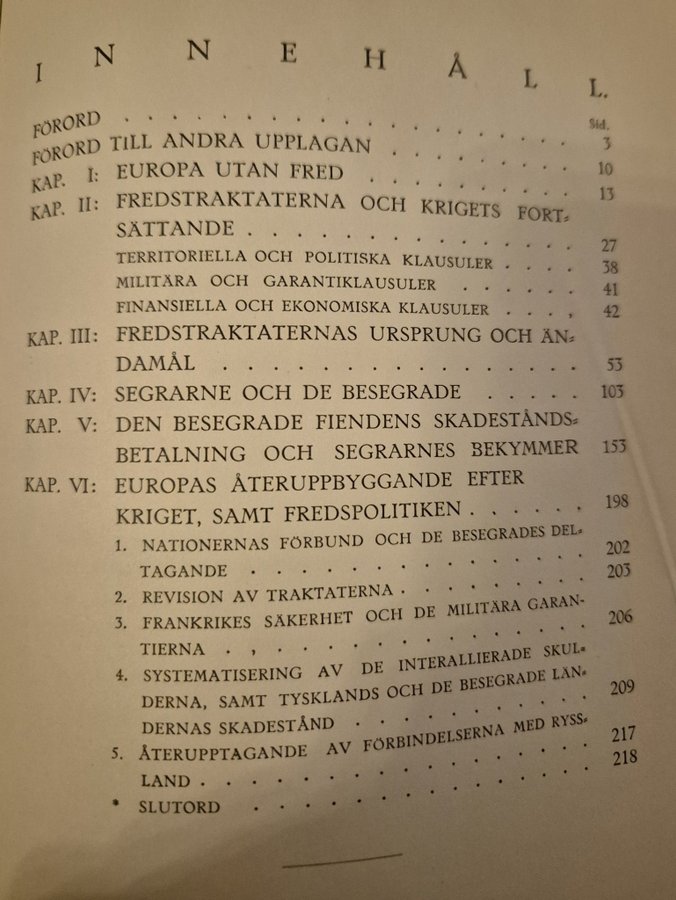 INNEHÅLL.
Sid.
FÖRORD . . . . . . . . . . . . . . . . 3
FÖRORD TILL ANDRA UPPLAGAN . . . . . . . 10
KAP. I: EUROPA UTAN FRED . . . . . . . . 13
KAP. II: FREDSTRAKTATERNA OCH KRIGETS FORT-
SÄTTANDE . . . . . . . . . . . . . . 27
TERRITORIELLA OCH POLITISKA KLAUSULER . . . . 38
MILITÄRA OCH GARANTIKLAUSULER . . . . . . 41
FINANSIELLA OCH EKONOMISKA KLAUSULER . . . , 42
KAP. III: FREDSTRAKTATERNAS URSPRUNG OCH ÄN-
DAMÅL . . . . . . . . . . . . . . . 53
KAP. IV: SEGRARNE OCH DE BESEGRADE . . . . . 103
KAP. V: DEN BESEGRADE FIENDENS SKADESTÅNDS-
BETALNING OCH SEGRARNES BEKYMMER 153
KAP. VI: EUROPAS ÅTERUPPBYGGANDE EFTER
KRIGET, SAMT FREDSPOLITIKEN . . . . . . 198
1. NATIONERNAS FÖRBUND OCH DE BESEGRADES DEL-
TAGANDE . . . . . . . . . . . . . . 202
2. REVISION AV TRAKTATERNA . . . . . . . . 203
3. FRANKRIKES SÄKERHET OCH DE MILITÄRA GARAN-
TIERNA . , . . . . . . . . . . . . . 206
4. SYSTEMATISERING AV DE INTERALLIERADE SKUL-
DERNA, SAMT TYSKLANDS OCH DE BESEGRADE LÄN-
DERNAS SKADESTÅND . . . . . . . . . . 209
5. ÅTERUPPTAGANDE AV FÖRBINDELSERNA MED RYSS-
LAND . . . . . . . . . . . . . . . . 217
* SLUTORD . . . . . . . . . . . . . . 218